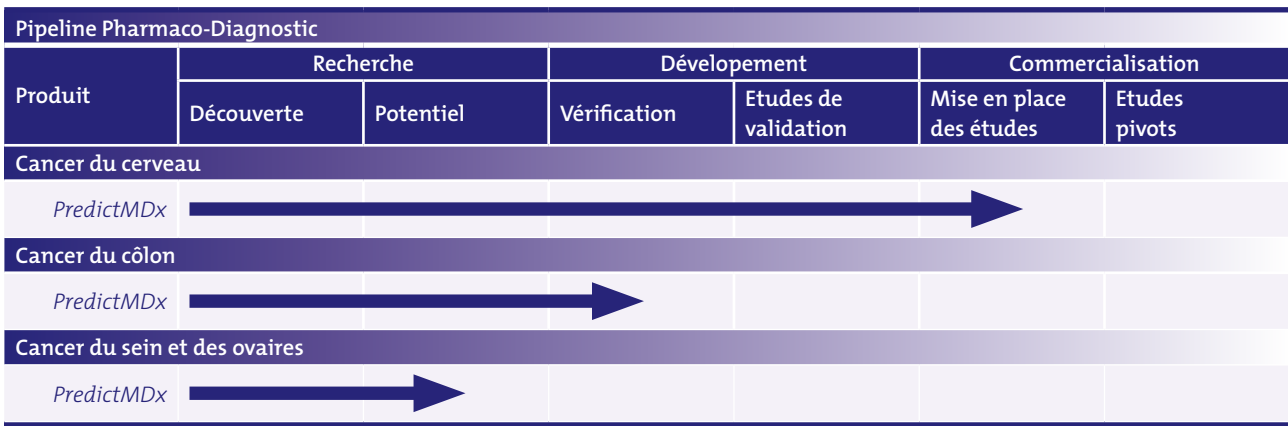 Pipeline Pharmaco-Diagnostic
Produit
Recherche
Dévelopement
Commercialisation
Découverte
Potentiel
Vérification
Etudes de
validation
Mise en place
des études
Etudes
pivots
Cancer du cerveau
PredictMDx
Cancer du côlon
PredictMDx
Cancer du sein et des ovaires
PredictMDx